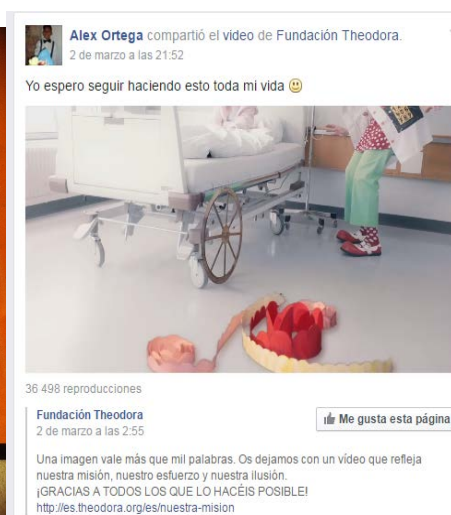 Alex Ortega compartió el video de Fundación Theodora.
2 de marzo a las 21:52
Yo espero seguir haciendo esto toda mi vida
36 498 reproducciones
Fundación Theodora
2 de marzo a las 2:55
Me gusta esta página
Una imagen vale más que mil palabras. Os dejamos con un vídeo que refleja
nuestra misión, nuestro esfuerzo y nuestra ilusión.
¡GRACIAS A TODOS LOS QUE LO HACÉIS POSIBLE!
http://es.theodora.org/es/nuestra-mision